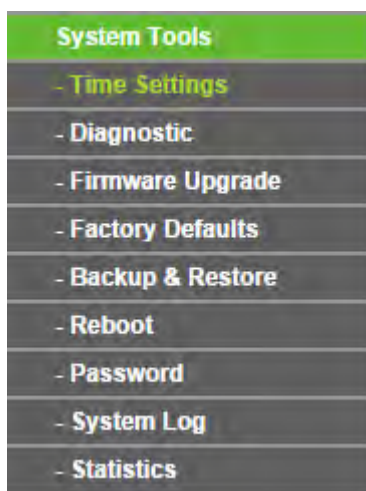 System Tools
- Time Settings
- Diagnostic
- Firmware Upgrade
- Factory Defaults
- Backup & Restore
- Reboot
- Password
- System Log
- Statistics